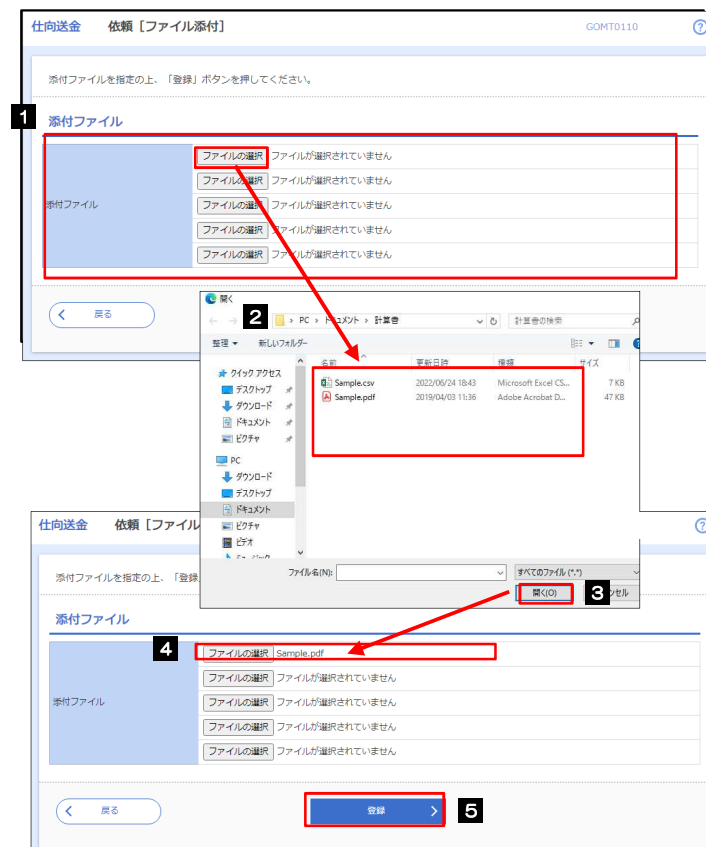 仕向送金 依頼［ファイル添付］ GOMT0110 ?
添付ファイルを指定の上、「登録」ボタンを押してください。
1
添付ファイル
添付ファイル
ファイルの選択 ファイルが選択されていません
ファイルの選択 ファイルが選択されていません
ファイルの選択 ファイルが選択されていません
ファイルの選択 ファイルが選択されていません
ファイルの選択 ファイルが選択されていません
戻る
開く
2 PC › ドキュメント › 計算書 計算書の検索
整理 新しいフォルダー
名前 更新日時 種類 サイズ
クイック アクセス
デスクトップ
ダウンロード
ドキュメント
ピクチャ
PC
ダウンロード
デスクトップ
ドキュメント
ピクチャ
ビデオ
Sample.csv 2022/06/24 18:43 Microsoft Excel CS... 7 KB
Sample.pdf 2019/04/03 11:36 Adobe Acrobat D... 47 KB
ファイル名(N): すべてのファイル (*.*)
開く(O) 3 ンセル
仕向送金 依頼［ファイル ?
添付ファイルを指定の上、「登録
添付ファイル
4
添付ファイル
ファイルの選択 Sample.pdf
ファイルの選択 ファイルが選択されていません
ファイルの選択 ファイルが選択されていません
ファイルの選択 ファイルが選択されていません
ファイルの選択 ファイルが選択されていません
戻る 登録 5